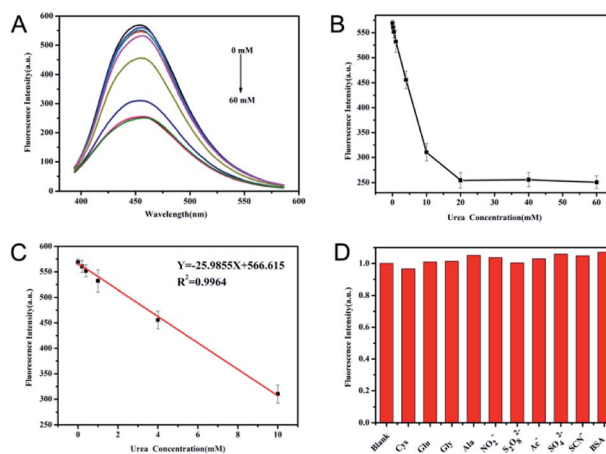 A
Fluorescence Intensity(a.u.)
600
500
400
300
200
100
0
0 mM
60 mM
400 450 500 550 600
Wavelength(nm)
B
Fluorescence Intensity(a.u.)
550
500
450
400
350
300
250
0 10 20 30 40 50 60
Urea Concentration(mM)
C
Fluorescence Intensity(a.u.)
600
550
500
450
400
350
300
250
Y=-25.9855X+566.615
R²=0.9964
0 2 4 6 8 10
Urea Concentration(mM)
D
Fluorescence Intensity(a.u.)
1.0
0.8
0.6
0.4
0.2
0.0
Blank Cys Glu Gly Ala NO₂⁻ S₂O₈²⁻ Ac⁻ SO₄²⁻ SCN⁻ BSA